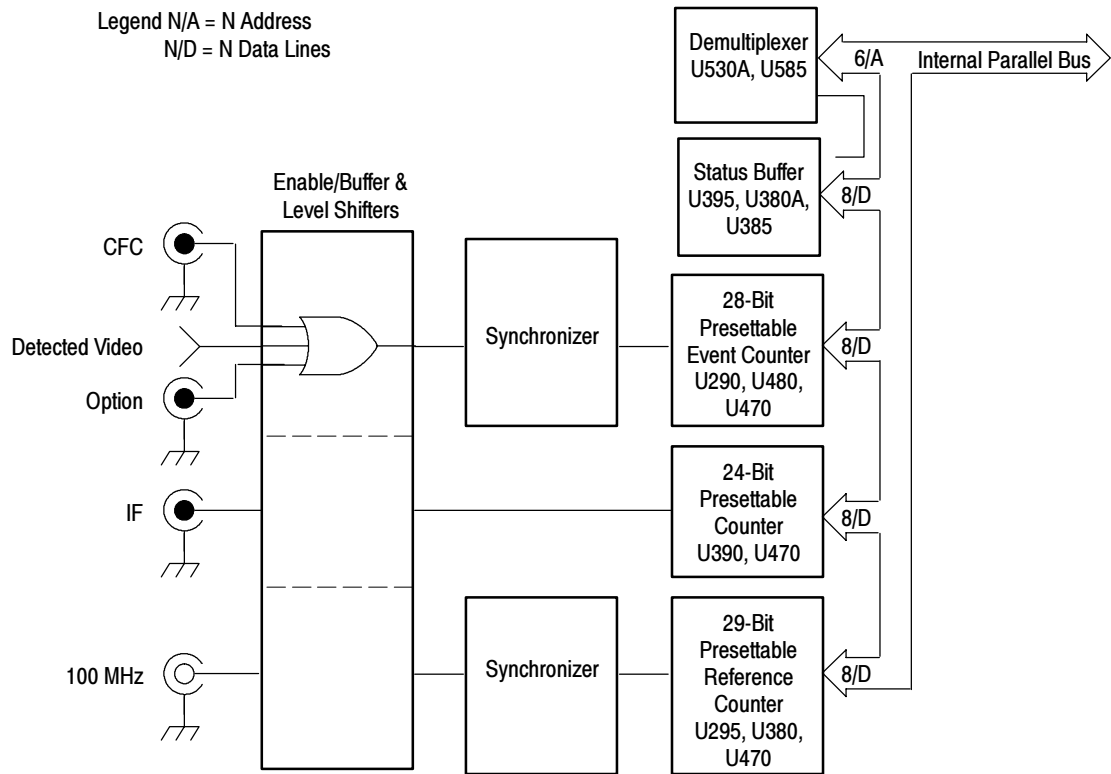 Legend N/A = N Address
N/D = N Data Lines
Demultiplexer
U530A, U585
6/A
Internal Parallel Bus
Status Buffer
U395, U380A,
U385
8/D
Enable/Buffer &
Level Shifters
CFC
Detected Video
Option
Synchronizer
28-Bit
Presettable
Event Counter
U290, U480,
U470
8/D
IF
24-Bit
Presettable
Counter
U390, U470
8/D
100 MHz
Synchronizer
29-Bit
Presettable
Reference
Counter
U295, U380,
U470
8/D